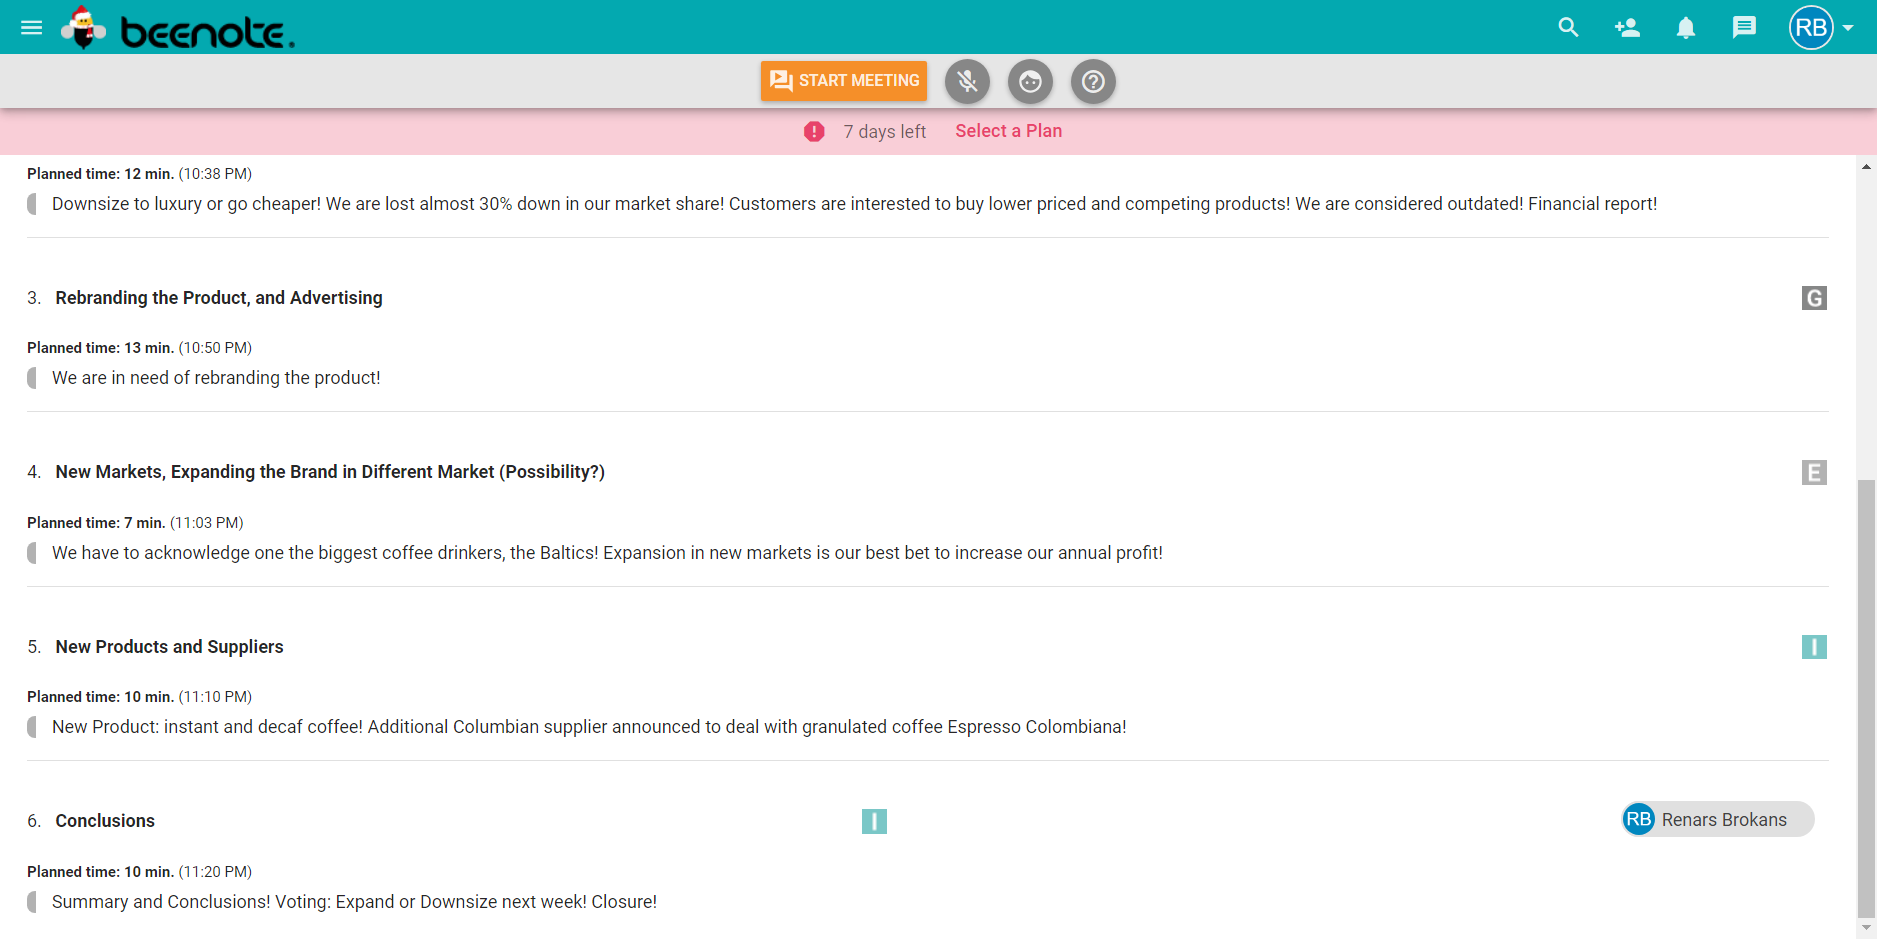 beenote.
RB
START MEETING
7 days left Select a Plan
Planned time: 12 min. (10:38 PM)
Downsize to luxury or go cheaper! We are lost almost 30% down in our market share! Customers are interested to buy lower priced and competing products! We are considered outdated! Financial report!
3. Rebranding the Product, and Advertising G
Planned time: 13 min. (10:50 PM)
We are in need of rebranding the product!
4. New Markets, Expanding the Brand in Different Market (Possibility?) E
Planned time: 7 min. (11:03 PM)
We have to acknowledge one the biggest coffee drinkers, the Baltics! Expansion in new markets is our best bet to increase our annual profit!
5. New Products and Suppliers I
Planned time: 10 min. (11:10 PM)
New Product: instant and decaf coffee! Additional Columbian supplier announced to deal with granulated coffee Espresso Colombiana!
6. Conclusions I RB Renars Brokans
Planned time: 10 min. (11:20 PM)
Summary and Conclusions! Voting: Expand or Downsize next week! Closure!